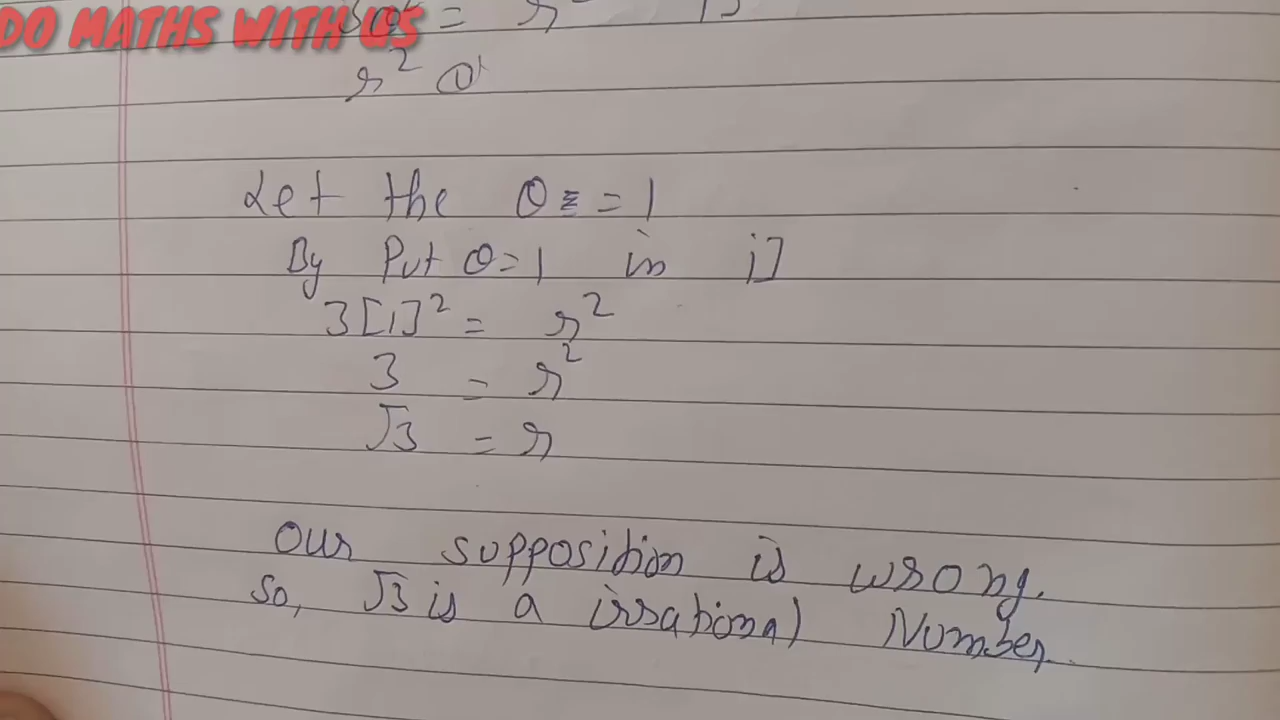 DO MATHS WITH US
r²
Let the Q = 1
By Put Q=1 in i]
3[1]² = r²
3 = r²
√3 = r
Our supposition is wrong.
So, √3 is a irrational Number.